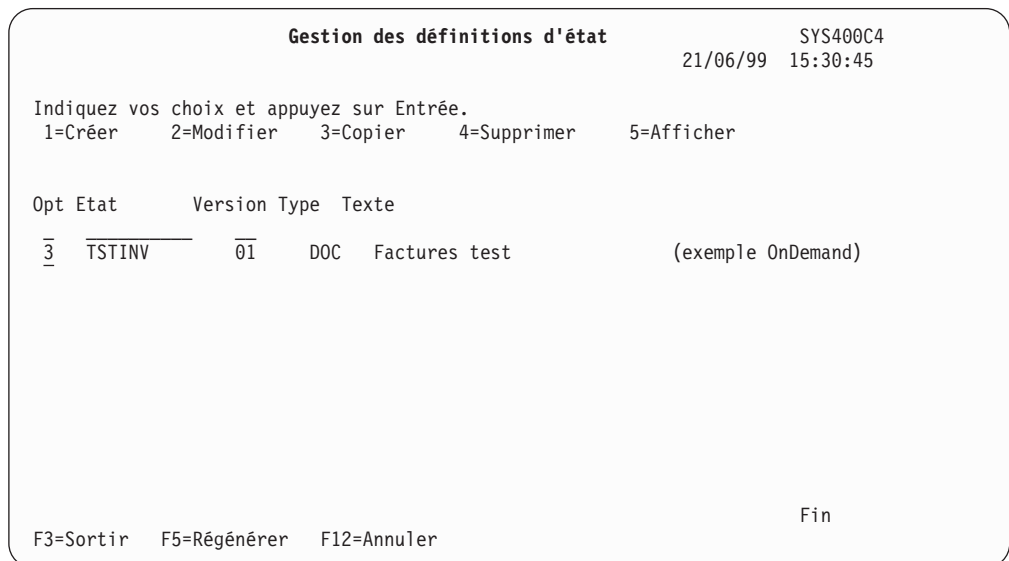 Gestion des définitions d'état SYS400C4
21/06/99 15:30:45
Indiquez vos choix et appuyez sur Entrée.
1=Créer 2=Modifier 3=Copier 4=Supprimer 5=Afficher
Opt Etat Version Type Texte
_ __________ __
3 TSTINV 01 DOC Factures test (exemple OnDemand)
Fin
F3=Sortir F5=Régénérer F12=Annuler